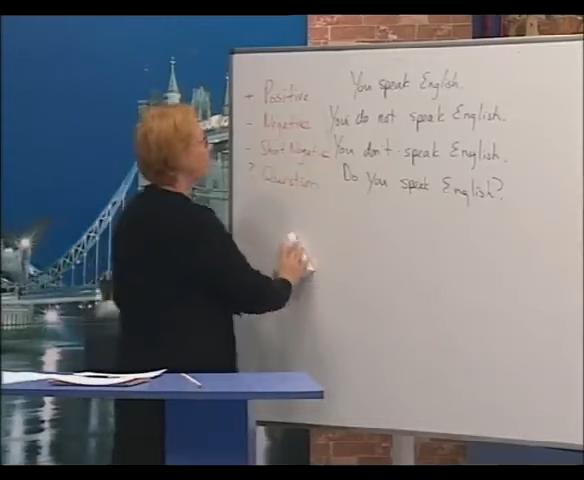 + Positive You speak English.
- Negative You do not speak English.
- Short Negative You don't speak English.
? Question Do You speak English?